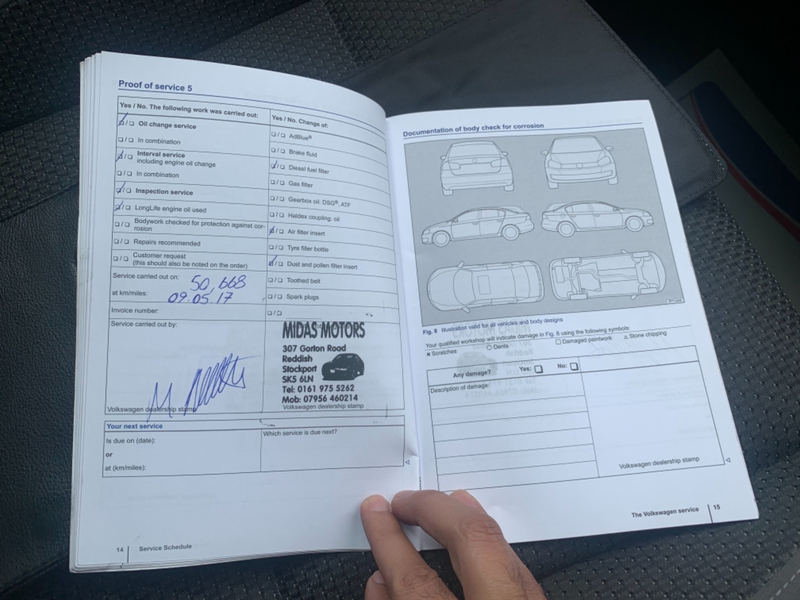 Proof of service 5
Yes / No. The following work was carried out:
Oil change service
In combination
Interval service
including engine oil change
In combination
Inspection service
LongLife engine oil used
Bodywork checked for protection against cor-
rosion
Repairs recommended
Customer request
(this should also be noted on the order)
Service carried out on: 50,668
at km/miles: 09.05.17
Invoice number:
Service carried out by:
Volkswagen dealership stamp
Yes / No. Change of:
AdBlue®
Brake fluid
Diesel fuel filter
Gas filter
Gearbox oil: DSG®, ATF
Haldex coupling: oil
Air filter insert
Tyre filler bottle
Dust and pollen filter insert
Toothed belt
Spark plugs
MIDAS MOTORS
307 Gorton Road
Reddish
Stockport
SK5 6LN
Tel: 0161 975 5262
Mob: 07956 460214
Volkswagen dealership stamp
Your next service
Is due on (date):
or
at (km/miles):
Which service is due next?
14 Service Schedule
Documentation of body check for corrosion
Fig. 8 Illustration valid for all vehicles and body designs
Your qualified workshop will indicate damage in Fig. 8 using the following symbols:
Scratches Dents Damaged paintwork Stone chipping
Any damage? Yes: No:
Description of damage:
Volkswagen dealership stamp
The Volkswagen service 15